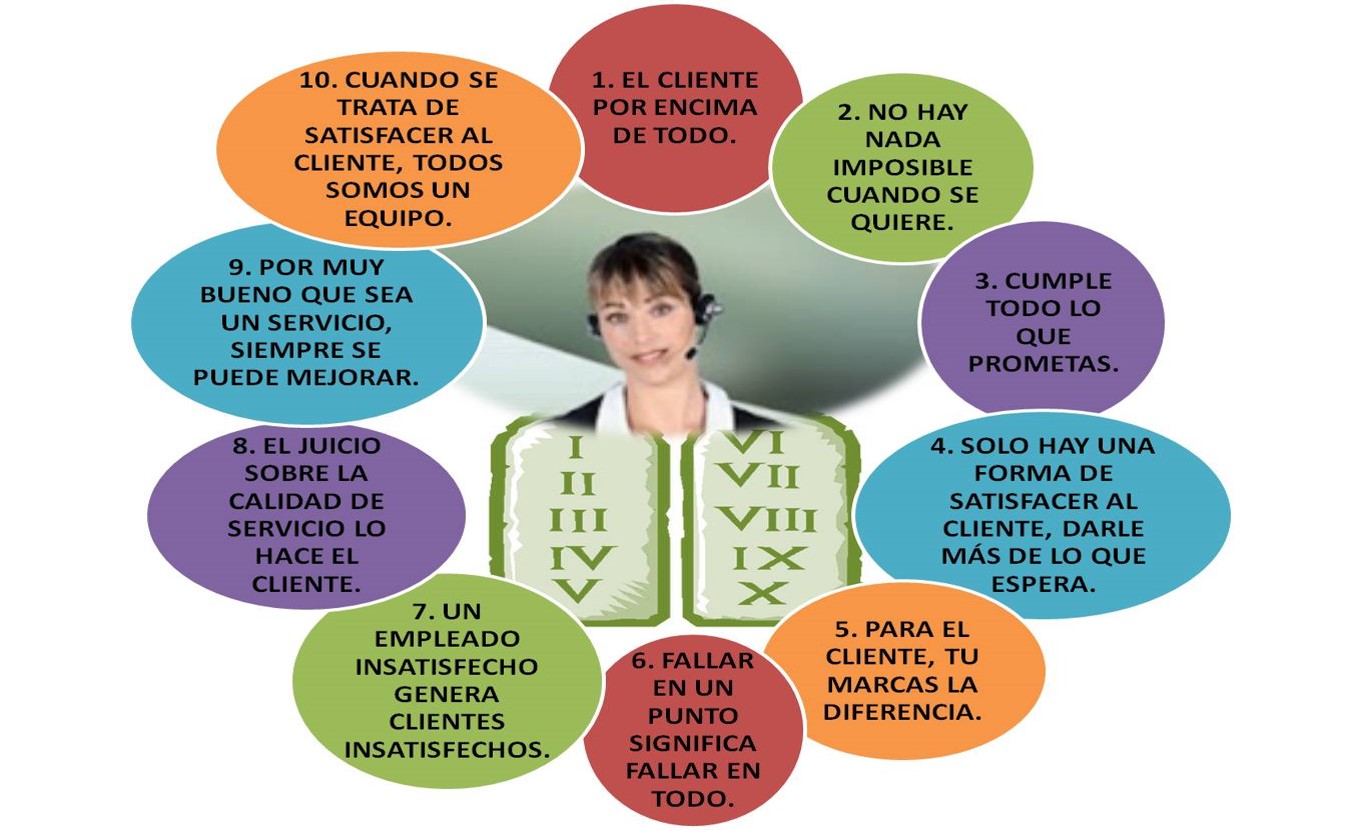 1. EL CLIENTE
POR ENCIMA
DE TODO.
2. NO HAY
NADA
IMPOSIBLE
CUANDO SE
QUIERE.
3. CUMPLE
TODO LO
QUE
PROMETAS.
4. SOLO HAY UNA
FORMA DE
SATISFACER AL
CLIENTE, DARLE
MÁS DE LO QUE
ESPERA.
5. PARA EL
CLIENTE, TU
MARCAS LA
DIFERENCIA.
6. FALLAR
EN UN
PUNTO
SIGNIFICA
FALLAR EN
TODO.
7. UN
EMPLEADO
INSATISFECHO
GENERA
CLIENTES
INSATISFECHOS.
8. EL JUICIO
SOBRE LA
CALIDAD DE
SERVICIO LO
HACE EL
CLIENTE.
9. POR MUY
BUENO QUE SEA
UN SERVICIO,
SIEMPRE SE
PUEDE MEJORAR.
10. CUANDO SE
TRATA DE
SATISFACER AL
CLIENTE, TODOS
SOMOS UN
EQUIPO.
I
II
III
IV
V
VI
VII
VIII
IX
X